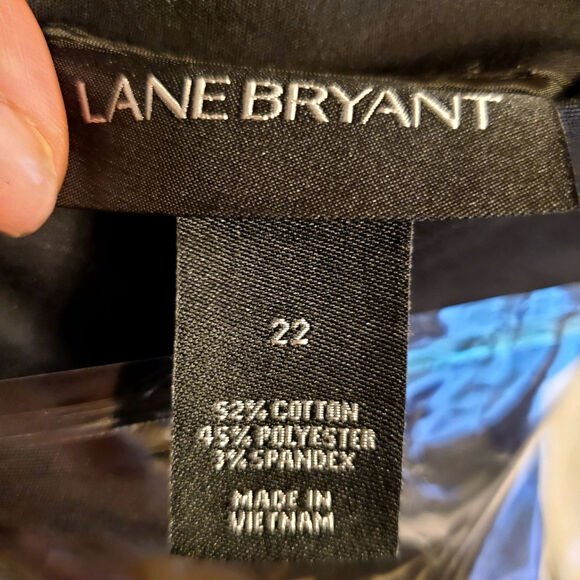 LANE BRYANT
22
52% COTTON
45% POLYESTER
3% SPANDEX
MADE IN
VIETNAM